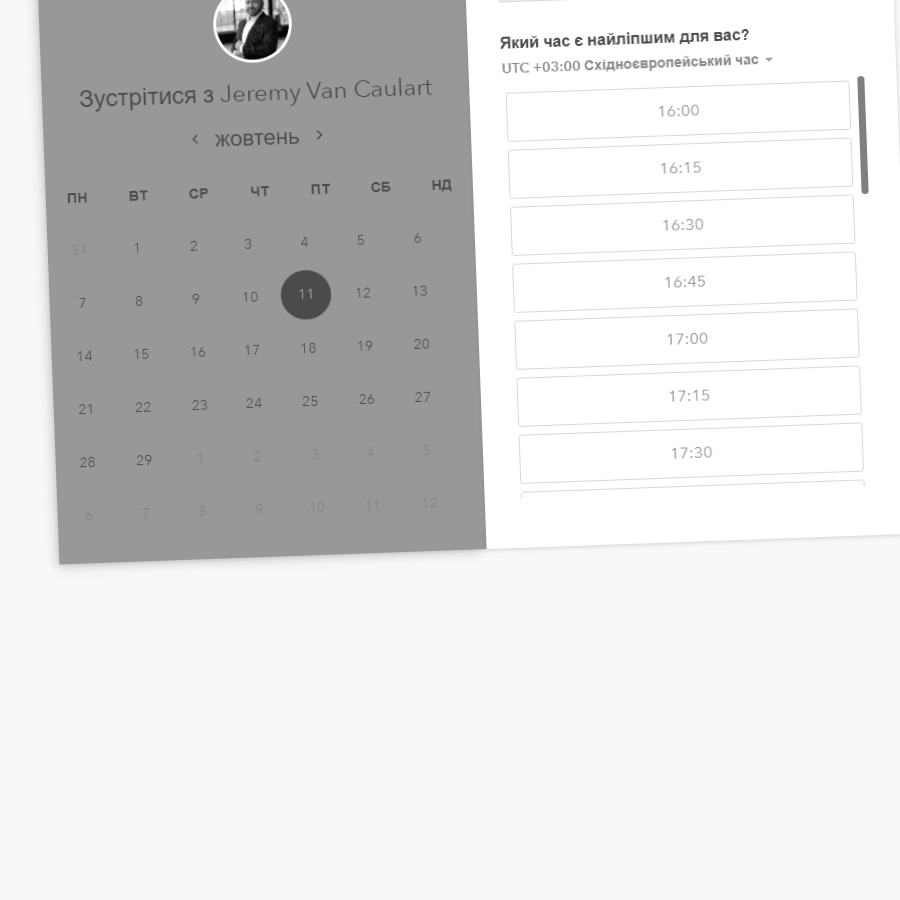 Зустрітися з Jeremy Van Caulart
жовтень
ПН ВТ СР ЧТ ПТ СБ НД
31 1 2 3 4 5 6
7 8 9 10 11 12 13
14 15 16 17 18 19 20
21 22 23 24 25 26 27
28 29 1 2 3 4 5
6 7 8 9 10 11 12
Який час є найліпшим для вас?
UTC +03:00 Східноєвропейський час
16:00
16:15
16:30
16:45
17:00
17:15
17:30